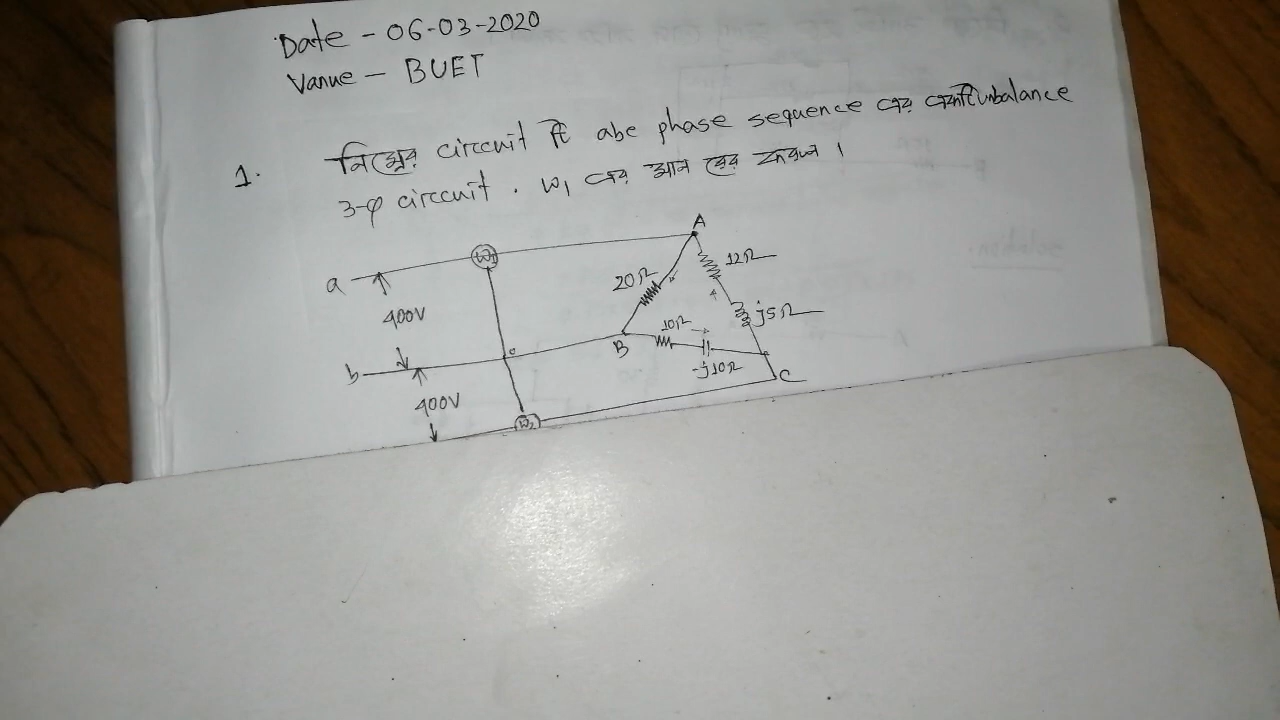 Date - 06-03-2020
Vanue - BUET
1. নিম্নের circuit টি abc phase sequence এর একটি Unbalance
3-φ circuit. W₁ এর মান বের করুন।
A
W₁
a
20Ω
12Ω
400V
10Ω
j5Ω
B
b
c
-j10Ω
C
400V
W₂